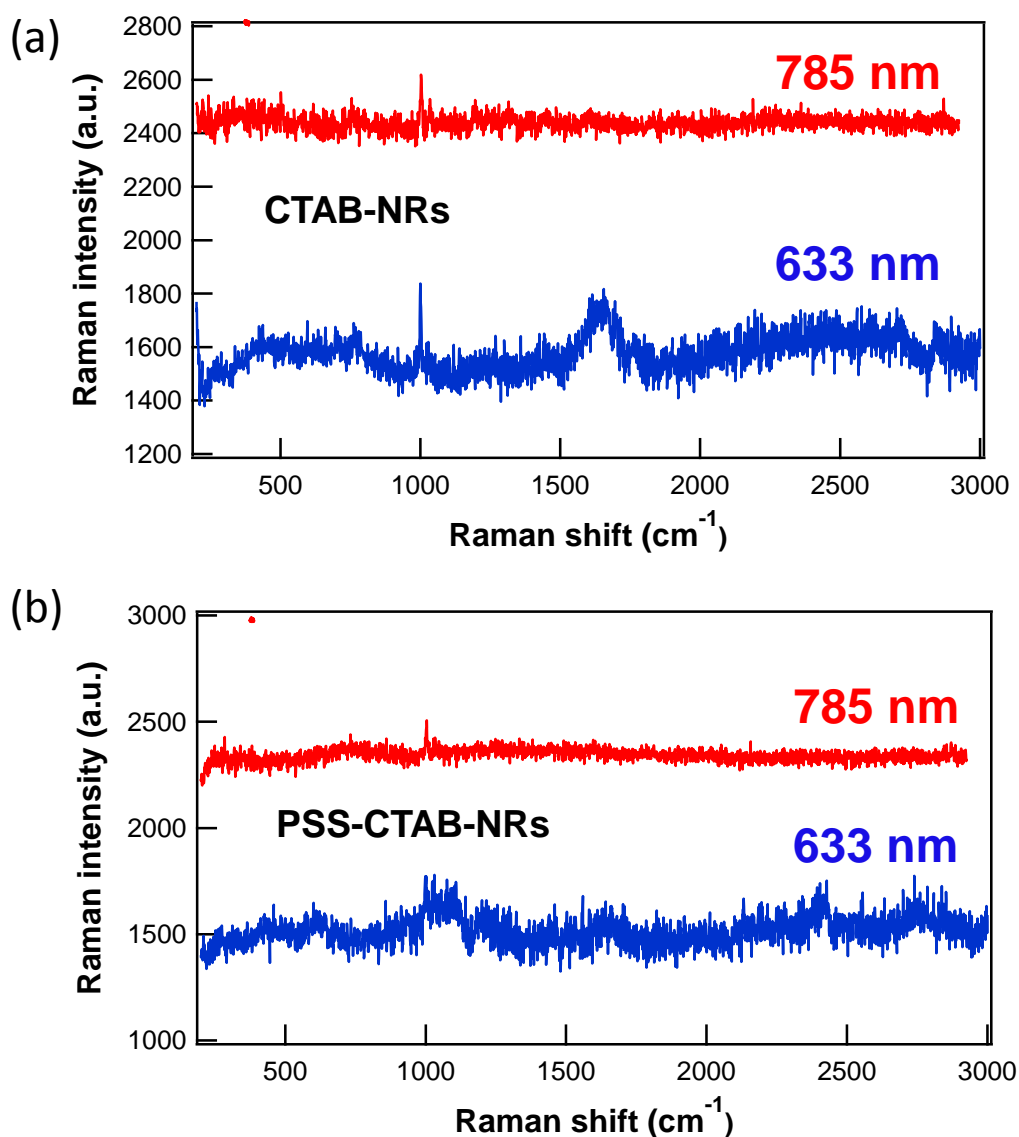 (a)
2800
2600
2400
2200
2000
1800
1600
1400
1200
Raman intensity (a.u.)
785 nm
CTAB-NRs
633 nm
500 1000 1500 2000 2500 3000
Raman shift (cm⁻¹)
(b)
3000
2500
2000
1500
1000
Raman intensity (a.u.)
785 nm
PSS-CTAB-NRs
633 nm
500 1000 1500 2000 2500 3000
Raman shift (cm⁻¹)